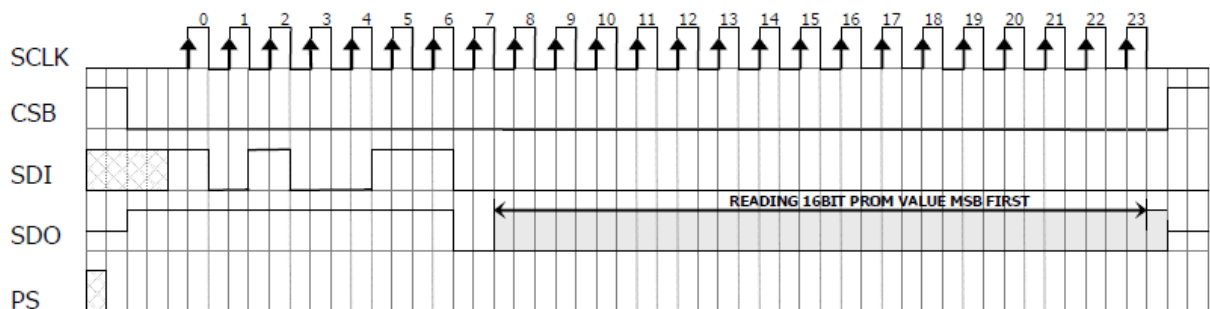 0 1 2 3 4 5 6 7 8 9 10 11 12 13 14 15 16 17 18 19 20 21 22 23
SCLK
CSB
SDI
READING 16BIT PROM VALUE MSB FIRST
SDO
PS